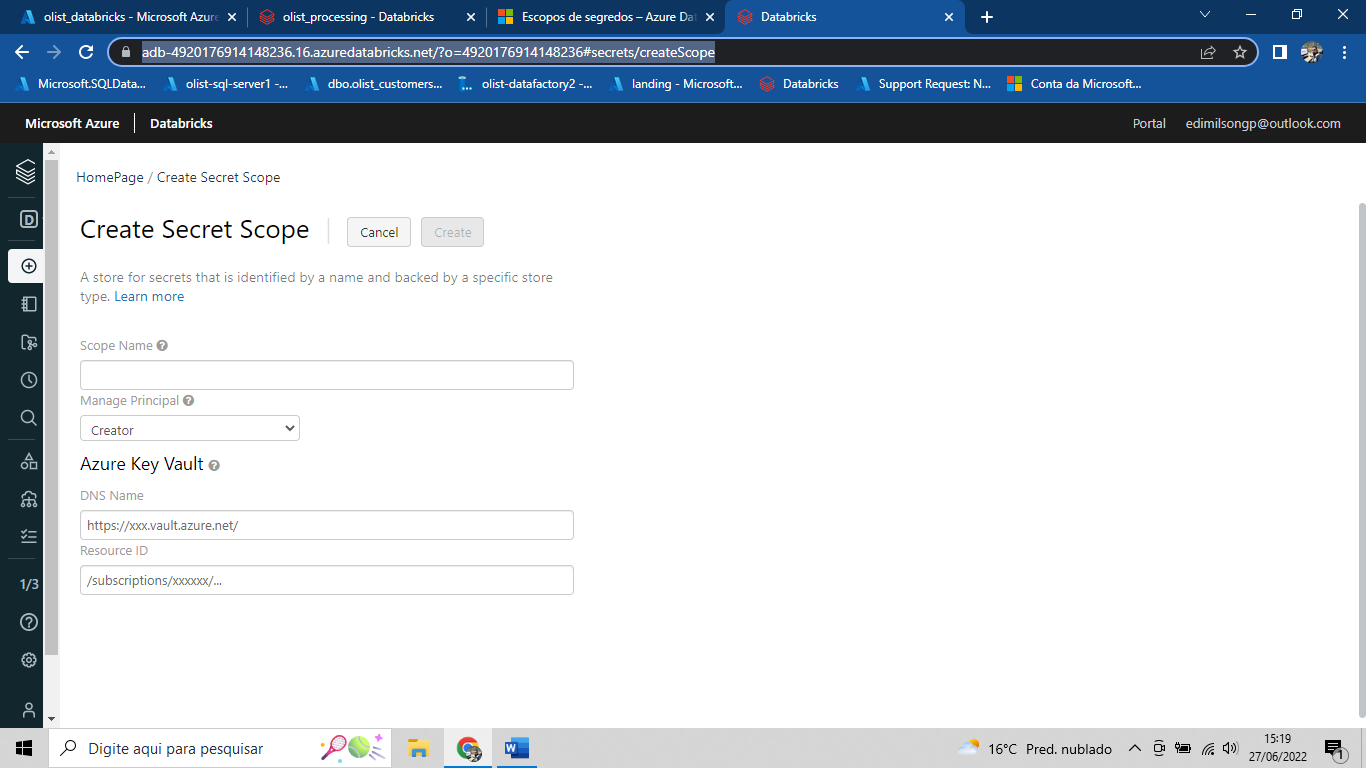 olist_databricks - Microsoft Azure
olist_processing - Databricks
Escopos de segredos – Azure Da
Databricks
adb-4920176914148236.16.azuredatabricks.net/?o=4920176914148236#secrets/createScope
Microsoft.SQLData...
olist-sql-server1 -...
dbo.olist_customers...
olist-datafactory2 -...
landing - Microsoft...
Databricks
Support Request: N...
Conta da Microsoft...
Microsoft Azure
Databricks
Portal
edimilsongp@outlook.com
D
HomePage / Create Secret Scope
Create Secret Scope
Cancel
Create
A store for secrets that is identified by a name and backed by a specific store
type. Learn more
Scope Name
Manage Principal
Creator
Azure Key Vault
DNS Name
https://xxx.vault.azure.net/
Resource ID
/subscriptions/xxxxxx/...
1/3
Digite aqui para pesquisar
W
16°C Pred. nublado
15:19
27/06/2022
1